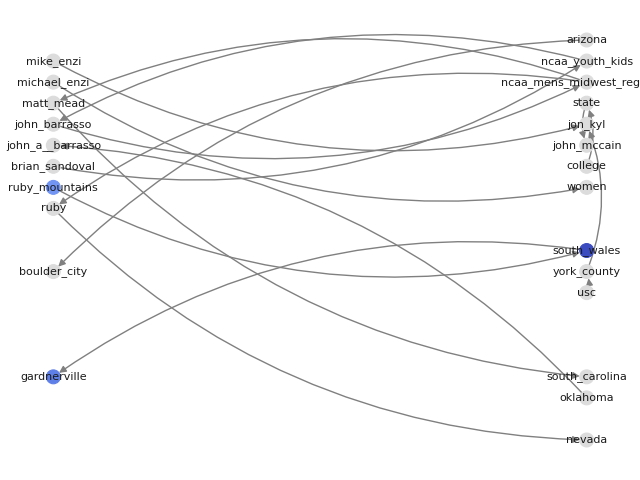 mike_enzi
michael_enzi
matt_mead
john_barrasso
john_a__barrasso
brian_sandoval
ruby_mountains
ruby
boulder_city
gardnerville
arizona
ncaa_youth_kids
ncaa_mens_midwest_reg
state
jon_kyl
john_mccain
college
women
south_wales
york_county
usc
south_carolina
oklahoma
nevada